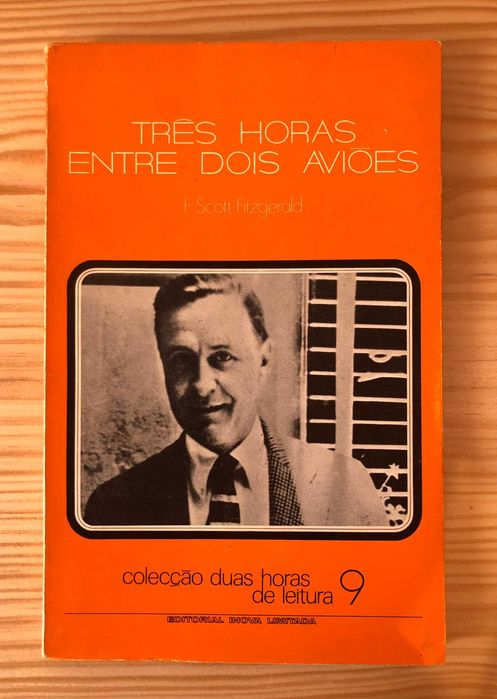 TRÊS HORAS
ENTRE DOIS AVIÕES
F. Scott Fitzgerald
colecção duas horas
de leitura 9
EDITORIAL INOVA LIMITADA